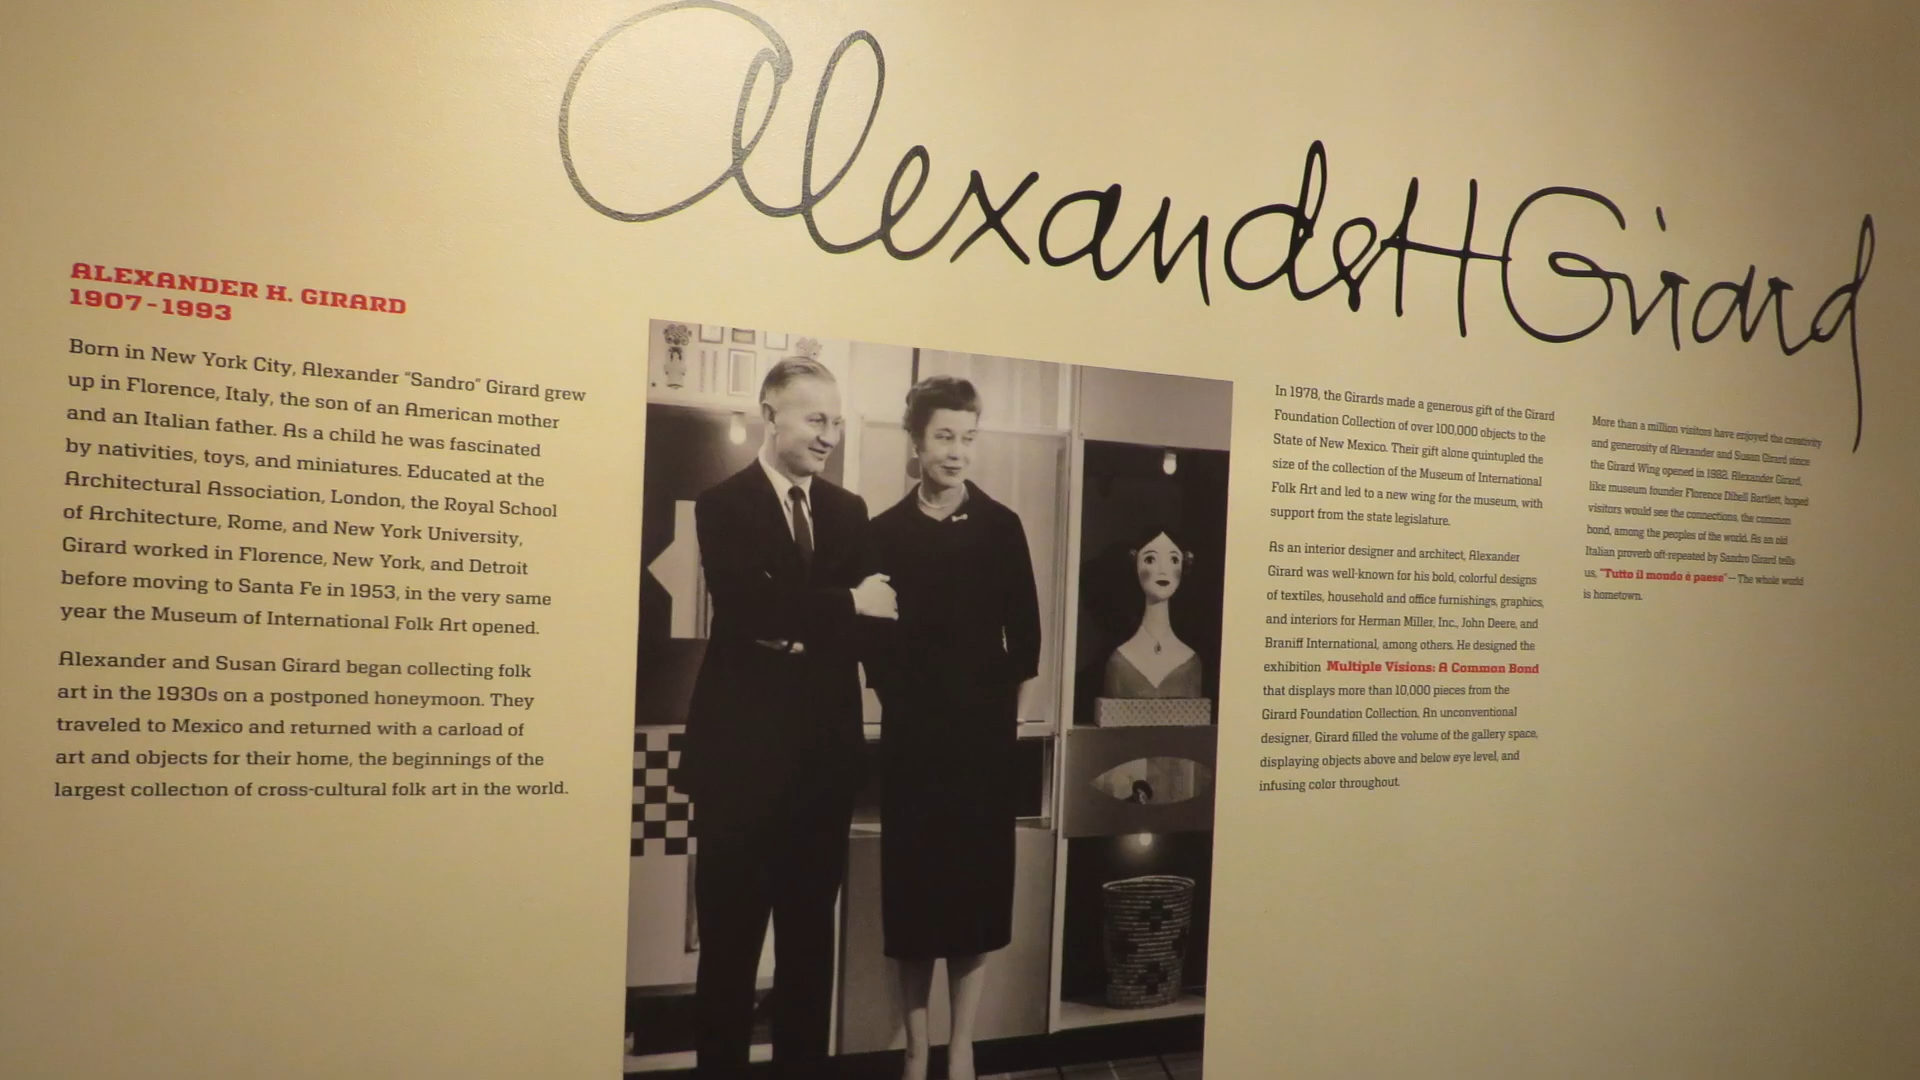 Alexander H Girard
ALEXANDER H. GIRARD
1907-1993
Born in New York City, Alexander "Sandro" Girard grew
up in Florence, Italy, the son of an American mother
and an Italian father. As a child he was fascinated
by nativities, toys, and miniatures. Educated at the
Architectural Association, London, the Royal School
of Architecture, Rome, and New York University,
Girard worked in Florence, New York, and Detroit
before moving to Santa Fe in 1953, in the very same
year the Museum of International Folk Art opened.
Alexander and Susan Girard began collecting folk
art in the 1930s on a postponed honeymoon. They
traveled to Mexico and returned with a carload of
art and objects for their home, the beginnings of the
largest collection of cross-cultural folk art in the world.
In 1978, the Girards made a generous gift of the Girard
Foundation Collection of over 100,000 objects to the
State of New Mexico. Their gift alone quintupled the
size of the collection of the Museum of International
Folk Art and led to a new wing for the museum, with
support from the state legislature.
As an interior designer and architect, Alexander
Girard was well-known for his bold, colorful designs
of textiles, household and office furnishings, graphics,
and interiors for Herman Miller, Inc., John Deere, and
Braniff International, among others. He designed the
exhibition Multiple Visions: A Common Bond
that displays more than 10,000 pieces from the
Girard Foundation Collection. An unconventional
designer, Girard filled the volume of the gallery space,
displaying objects above and below eye level, and
infusing color throughout.
More than a million visitors have enjoyed the creativity
and generosity of Alexander and Susan Girard since
the Girard Wing opened in 1982. Alexander Girard,
like museum founder Florence Dibell Bartlett, hoped
visitors would see the connections, the common
bond, among the peoples of the world. As an old
Italian proverb oft-repeated by Sandro Girard tells
us, "Tutto il mondo é paese"—The whole world
is hometown.